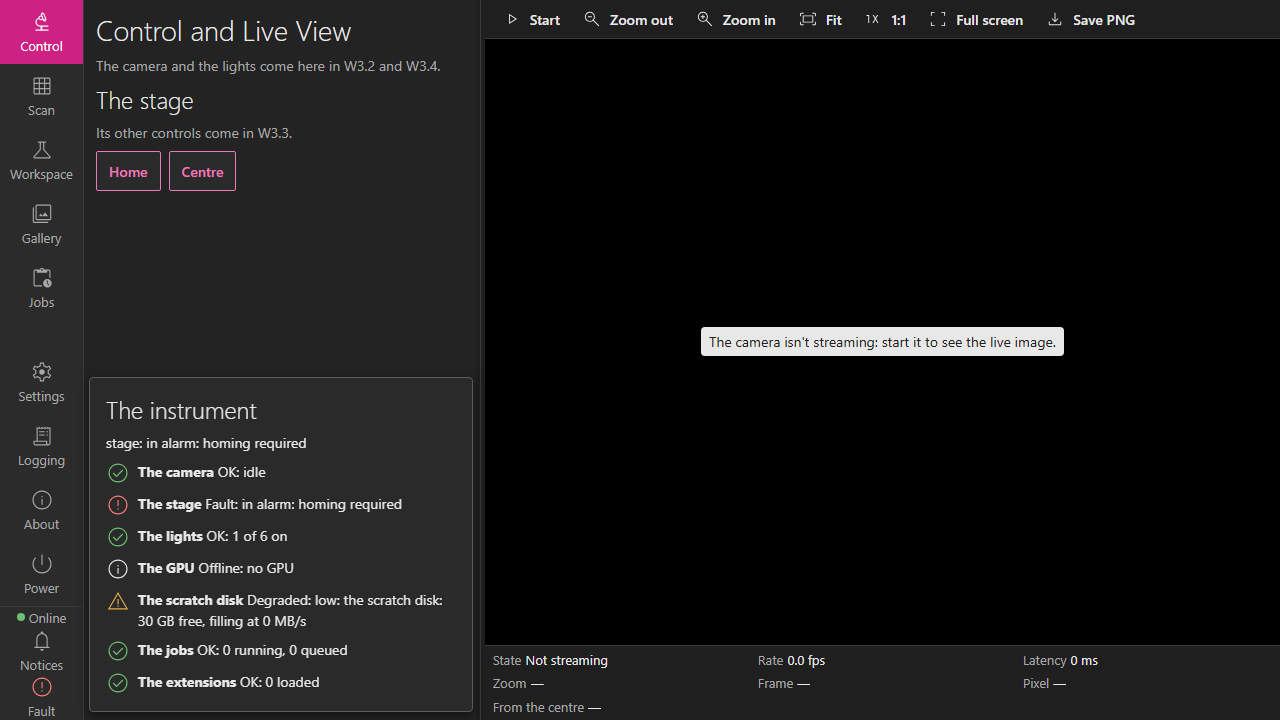 Control
Scan
Workspace
Gallery
Jobs
Settings
Logging
About
Power
Online
Notices
Fault
Control and Live View
The camera and the lights come here in W3.2 and W3.4.
The stage
Its other controls come in W3.3.
Home
Centre
The instrument
stage: in alarm: homing required
The camera OK: idle
The stage Fault: in alarm: homing required
The lights OK: 1 of 6 on
The GPU Offline: no GPU
The scratch disk Degraded: low: the scratch disk:
30 GB free, filling at 0 MB/s
The jobs OK: 0 running, 0 queued
The extensions OK: 0 loaded
Start
Zoom out
Zoom in
Fit
1X 1:1
Full screen
Save PNG
The camera isn't streaming: start it to see the live image.
State Not streaming
Rate 0.0 fps
Latency 0 ms
Zoom —
Frame —
Pixel —
From the centre —